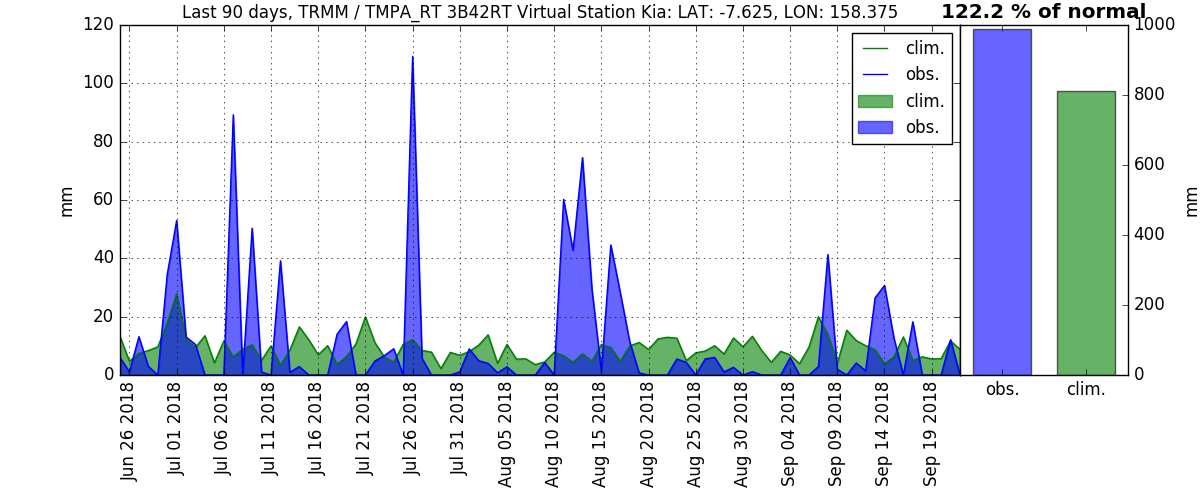 Last 90 days, TRMM / TMPA_RT 3B42RT Virtual Station Kia: LAT: -7.625, LON: 158.375
122.2 % of normal
120
100
80
60
40
20
0
mm
clim.
obs.
clim.
obs.
1000
800
600
400
200
0
mm
Jun 26 2018
Jul 01 2018
Jul 06 2018
Jul 11 2018
Jul 16 2018
Jul 21 2018
Jul 26 2018
Jul 31 2018
Aug 05 2018
Aug 10 2018
Aug 15 2018
Aug 20 2018
Aug 25 2018
Aug 30 2018
Sep 04 2018
Sep 09 2018
Sep 14 2018
Sep 19 2018
obs.
clim.